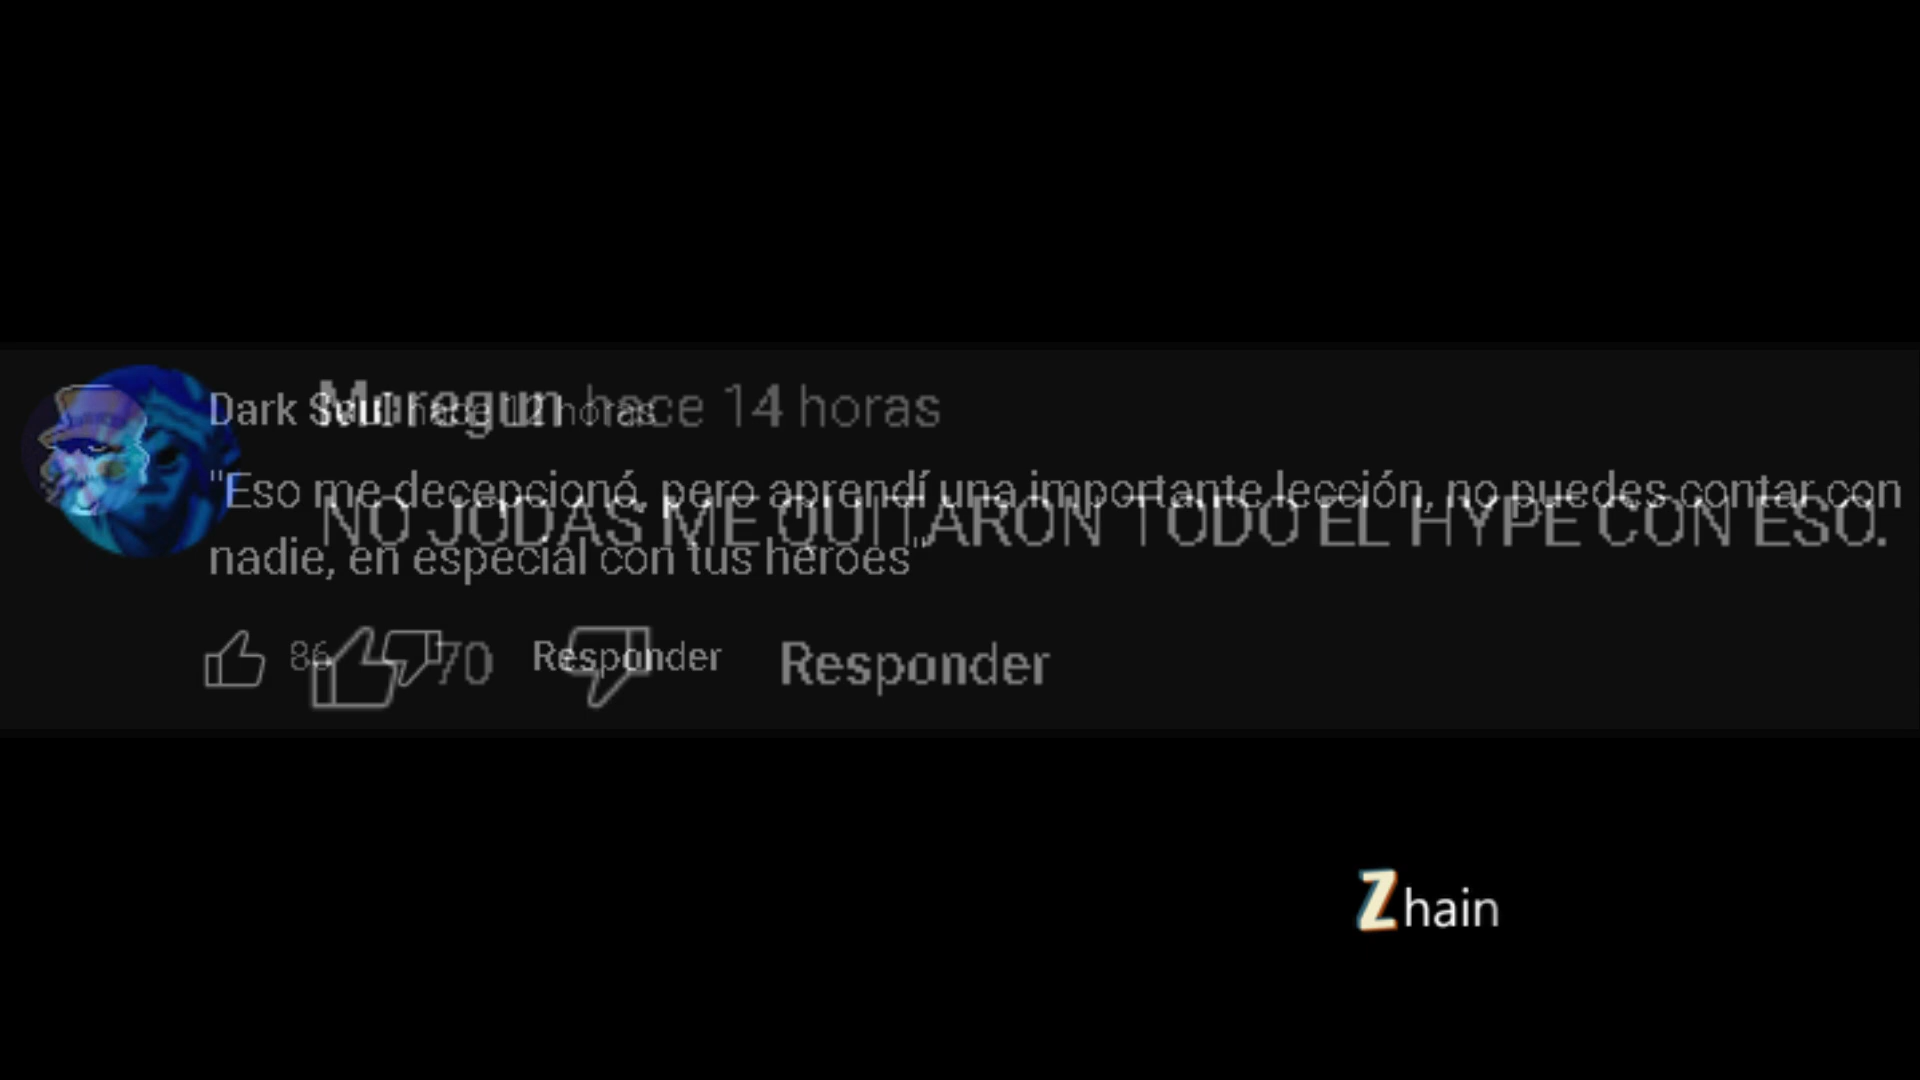 Dark Soul hace 12 horas
"Eso me decepcionó, pero aprendí una importante lección, no puedes contar con
nadie, en especial con tus héroes"
86 Responder
Moregun hace 14 horas
NO JODAS ME QUITARON TODO EL HYPE CON ESO.
70 Responder
Zhain